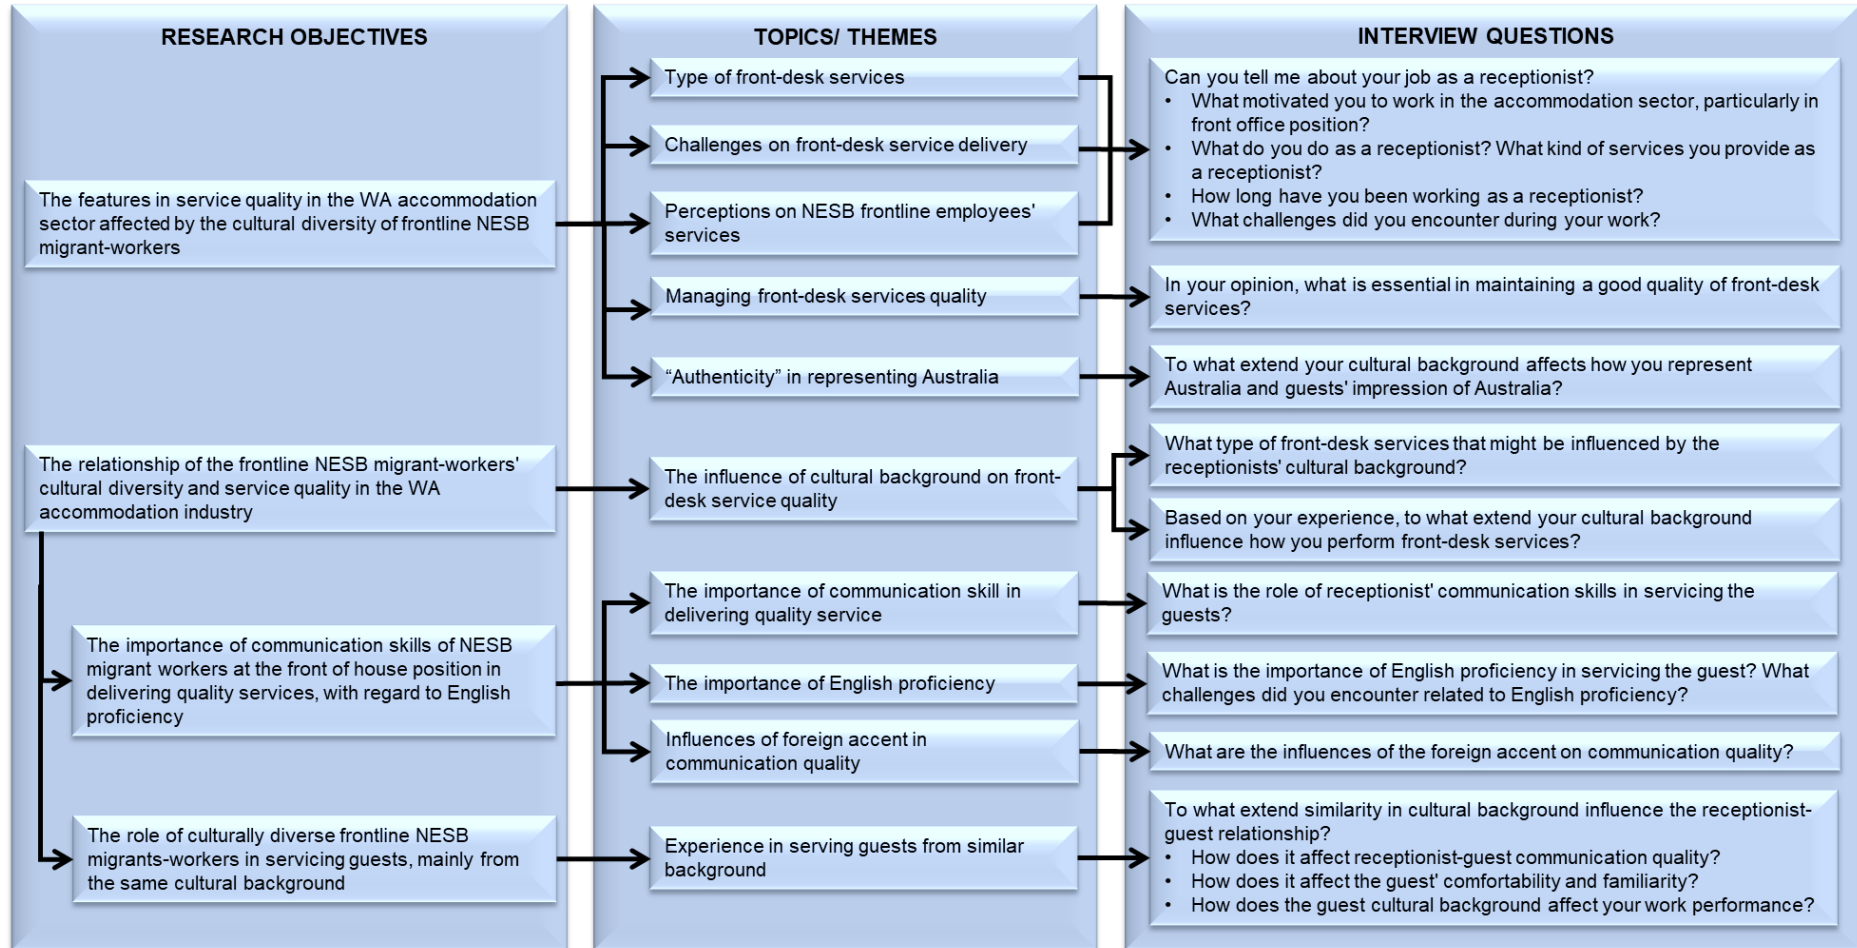 RESEARCH OBJECTIVES
The features in service quality in the WA accommodation
sector affected by the cultural diversity of frontline NESB
migrant-workers
The relationship of the frontline NESB migrant-workers'
cultural diversity and service quality in the WA
accommodation industry
The importance of communication skills of NESB
migrant workers at the front of house position in
delivering quality services, with regard to English
proficiency
The role of culturally diverse frontline NESB
migrants-workers in servicing guests, mainly from
the same cultural background
TOPICS/ THEMES
Type of front-desk services
Challenges on front-desk service delivery
Perceptions on NESB frontline employees'
services
Managing front-desk services quality
“Authenticity” in representing Australia
The influence of cultural background on front-
desk service quality
The importance of communication skill in
delivering quality service
The importance of English proficiency
Influences of foreign accent in
communication quality
Experience in serving guests from similar
background
INTERVIEW QUESTIONS
Can you tell me about your job as a receptionist?
• What motivated you to work in the accommodation sector, particularly in
front office position?
• What do you do as a receptionist? What kind of services you provide as
a receptionist?
• How long have you been working as a receptionist?
• What challenges did you encounter during your work?
In your opinion, what is essential in maintaining a good quality of front-desk
services?
To what extend your cultural background affects how you represent
Australia and guests' impression of Australia?
What type of front-desk services that might be influenced by the
receptionists' cultural background?
Based on your experience, to what extend your cultural background
influence how you perform front-desk services?
What is the role of receptionist' communication skills in servicing the
guests?
What is the importance of English proficiency in servicing the guest? What
challenges did you encounter related to English proficiency?
What are the influences of the foreign accent on communication quality?
To what extend similarity in cultural background influence the receptionist-
guest relationship?
• How does it affect receptionist-guest communication quality?
• How does it affect the guest' comfortability and familiarity?
• How does the guest cultural background affect your work performance?